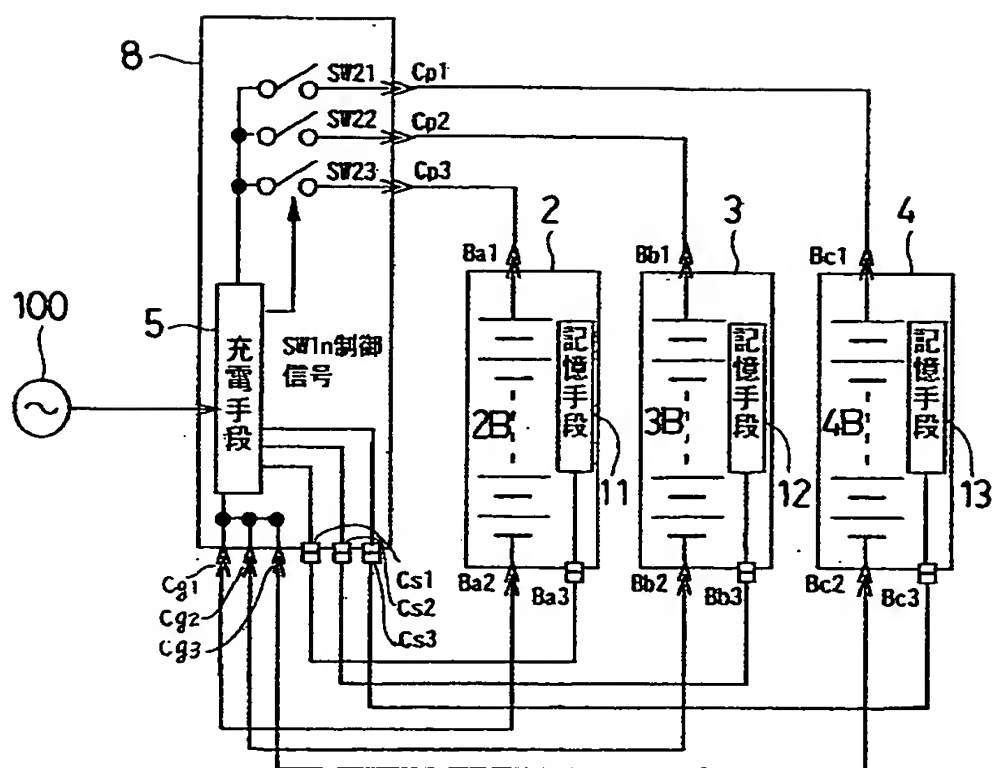 8
SW21
Cp1
SW22
Cp2
SW23
Cp3
2
3
4
Ba1
Bb1
Bc1
100
5
充電手段
SW1n制御
信号
2B
記憶手段
11
3B
記憶手段
12
4B
記憶手段
13
Cg1
Cg2
Cg3
Cs1
Cs2
Cs3
Ba2
Ba3
Bb2
Bb3
Bc2
Bc3